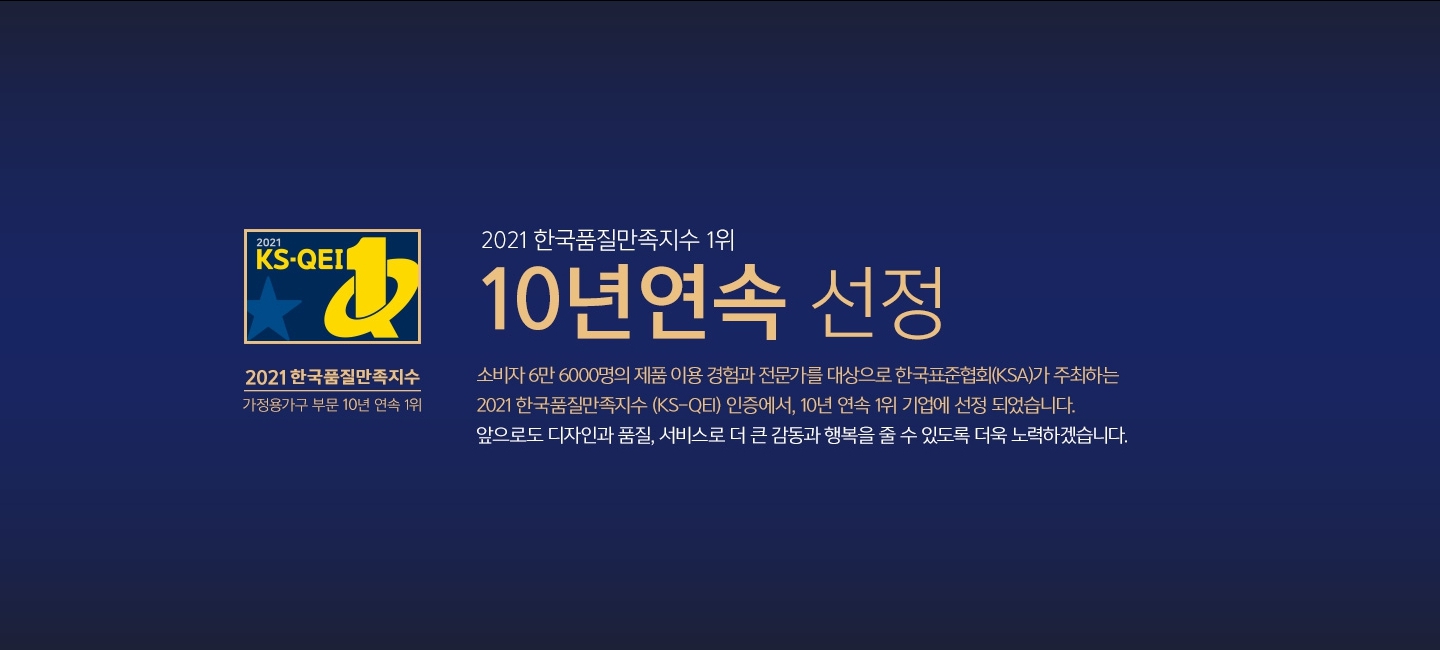 2021
KS-QEI
2021 한국품질만족지수
가정용가구 부문 10년 연속 1위
2021 한국품질만족지수 1위
10년연속 선정
소비자 6만 6000명의 제품 이용 경험과 전문가를 대상으로 한국표준협회(KSA)가 주최하는
2021 한국품질만족지수 (KS-QEI) 인증에서, 10년 연속 1위 기업에 선정 되었습니다.
앞으로도 디자인과 품질, 서비스로 더 큰 감동과 행복을 줄 수 있도록 더욱 노력하겠습니다.